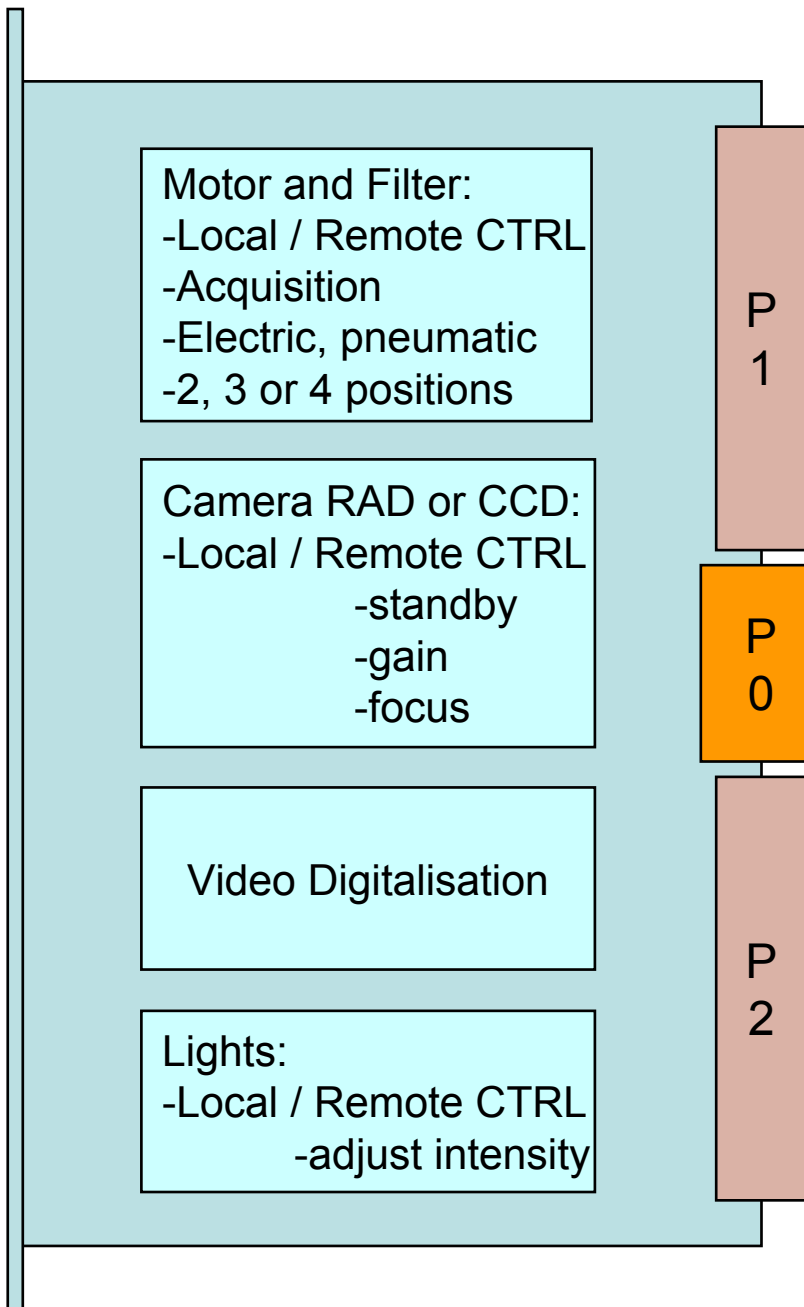 Motor and Filter:
-Local / Remote CTRL
-Acquisition
-Electric, pneumatic
-2, 3 or 4 positions
P
1
Camera RAD or CCD:
-Local / Remote CTRL
-standby
-gain
-focus
P
0
Video Digitalisation
P
2
Lights:
-Local / Remote CTRL
-adjust intensity